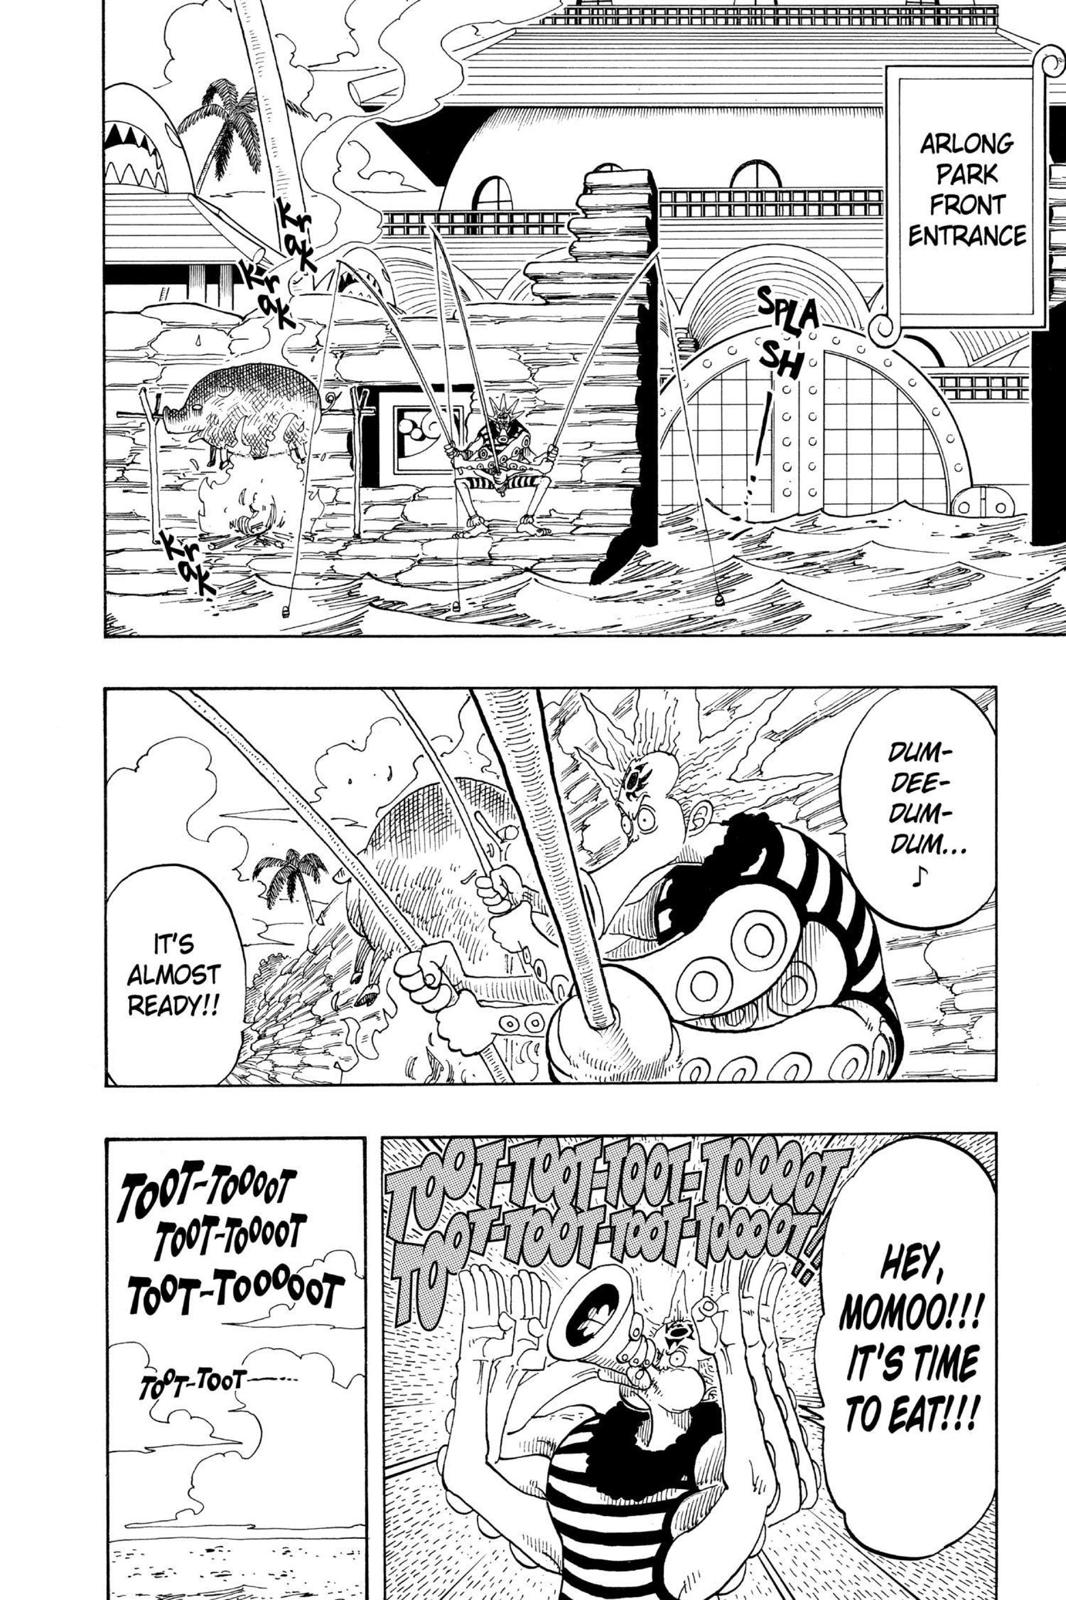 ARLONG
PARK
FRONT
ENTRANCE
Krak
Krak
SPLA
SH
Krak
DUM-
DEE-
DUM-
DUM...
♪
IT'S
ALMOST
READY!!
TOOT-TOOOOT-TOOT-TOOOOT
TOOT-TOOT-TOOT-TOOOOT!!
HEY,
MOMOO!!!
IT'S TIME
TO EAT!!!
TOOT-TOOOOT
TOOT-TOOOOT
TOOT-TOOOOOT
TOOT-TOOT